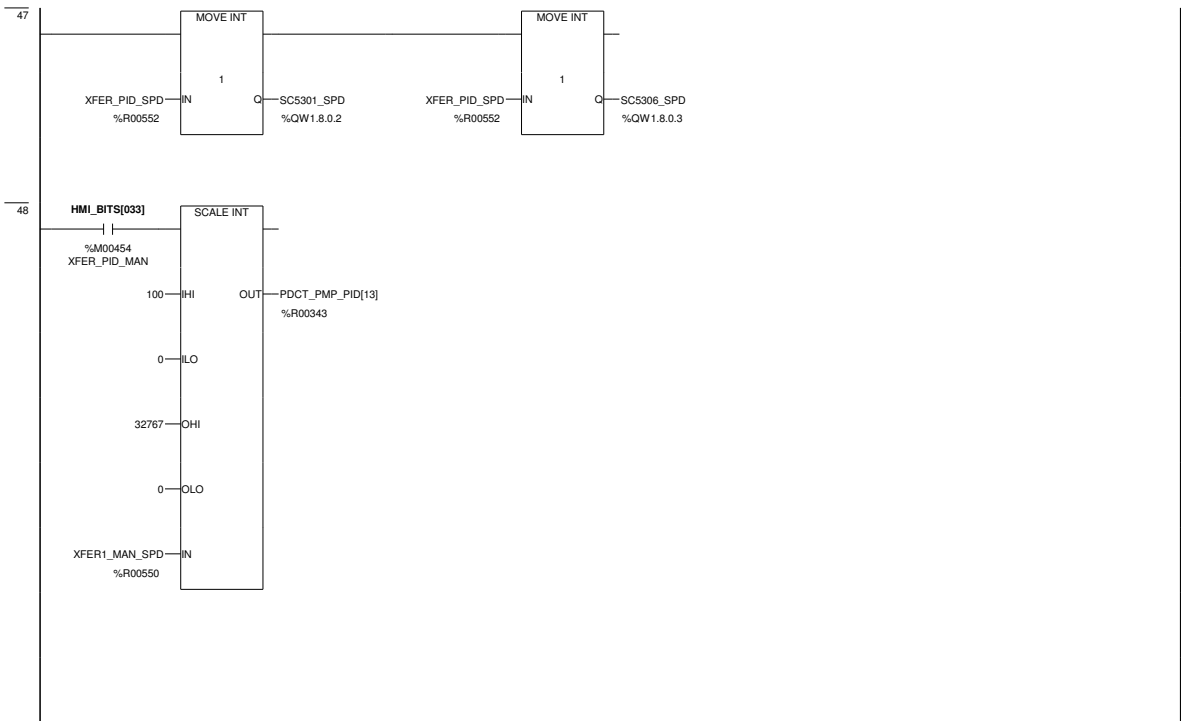 47
MOVE INT
MOVE INT
1
1
XFER_PID_SPD IN Q SC5301_SPD XFER_PID_SPD IN Q SC5306_SPD
%R00552 %QW1.8.0.2 %R00552 %QW1.8.0.3
48
HMI_BITS[033]
SCALE INT
%M00454
XFER_PID_MAN
100 IHI OUT PDCT_PMP_PID[13]
%R00343
0 ILO
32767 OHI
0 OLO
XFER1_MAN_SPD IN
%R00550